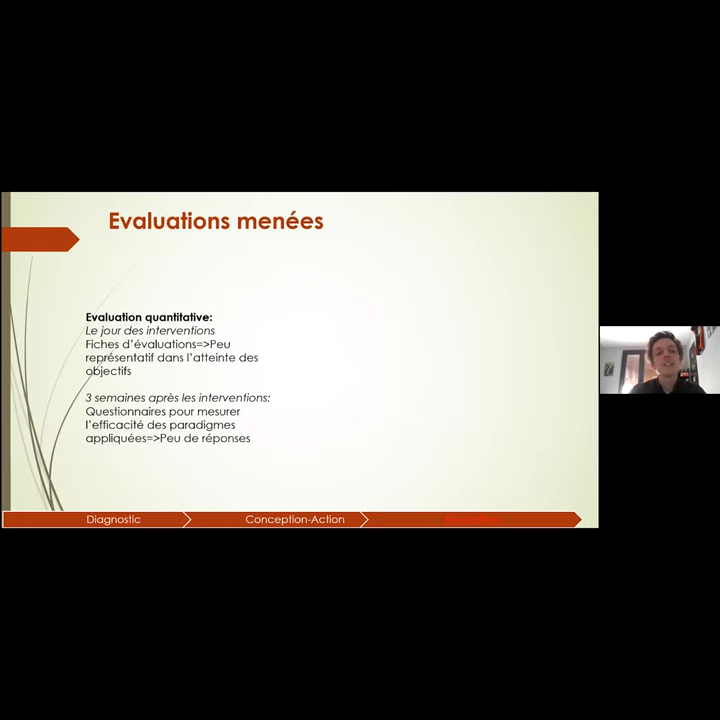 Evaluations menées
Evaluation quantitative:
Le jour des interventions
Fiches d’évaluations=>Peu
représentatif dans l’atteinte des
objectifs
3 semaines après les interventions:
Questionnaires pour mesurer
l’efficacité des paradigmes
appliquées=>Peu de réponses
Diagnostic
Conception-Action